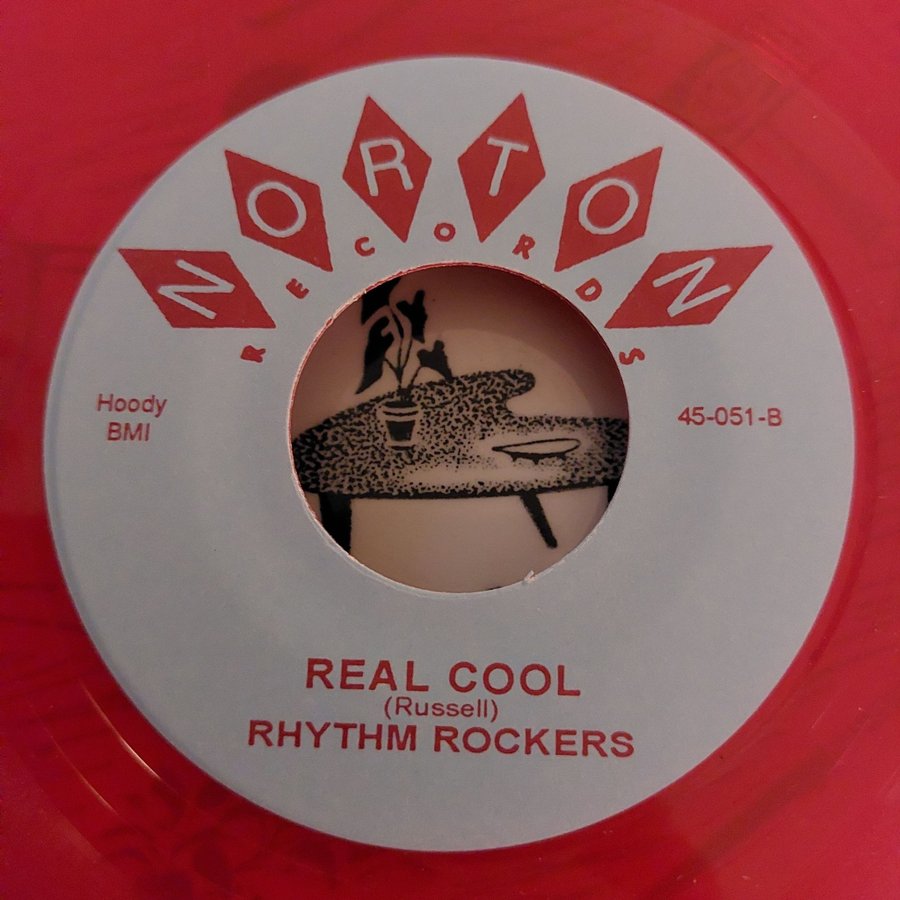 NORTON
RECORDS
Hoody
BMI
45-051-B
REAL COOL
(Russell)
RHYTHM ROCKERS